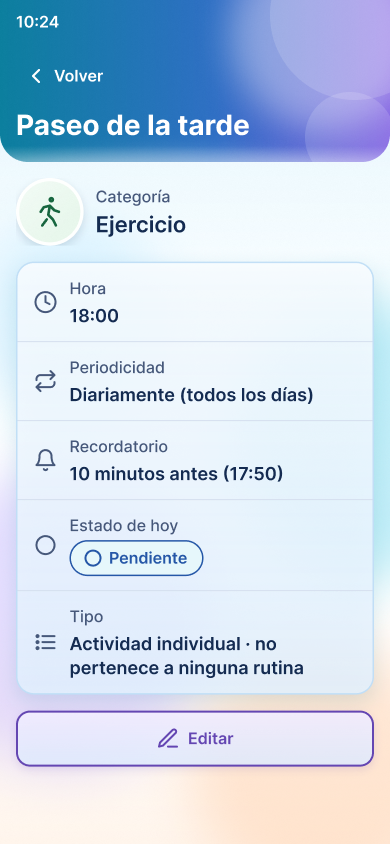 10:24
Volver
Paseo de la tarde
Categoría
Ejercicio
Hora
18:00
Periodicidad
Diariamente (todos los días)
Recordatorio
10 minutos antes (17:50)
Estado de hoy
Pendiente
Tipo
Actividad individual · no
pertenece a ninguna rutina
Editar